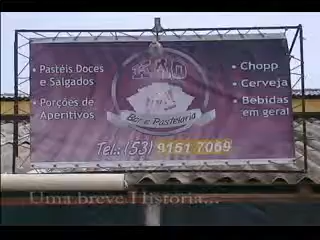 • Pastéis Doces
e Salgados
• Porções de
Aperitivos
Bar e Pastelaria
• Chopp
• Cerveja
• Bebidas
em geral
Tel.: (53) 9151 7069
Uma breve História...